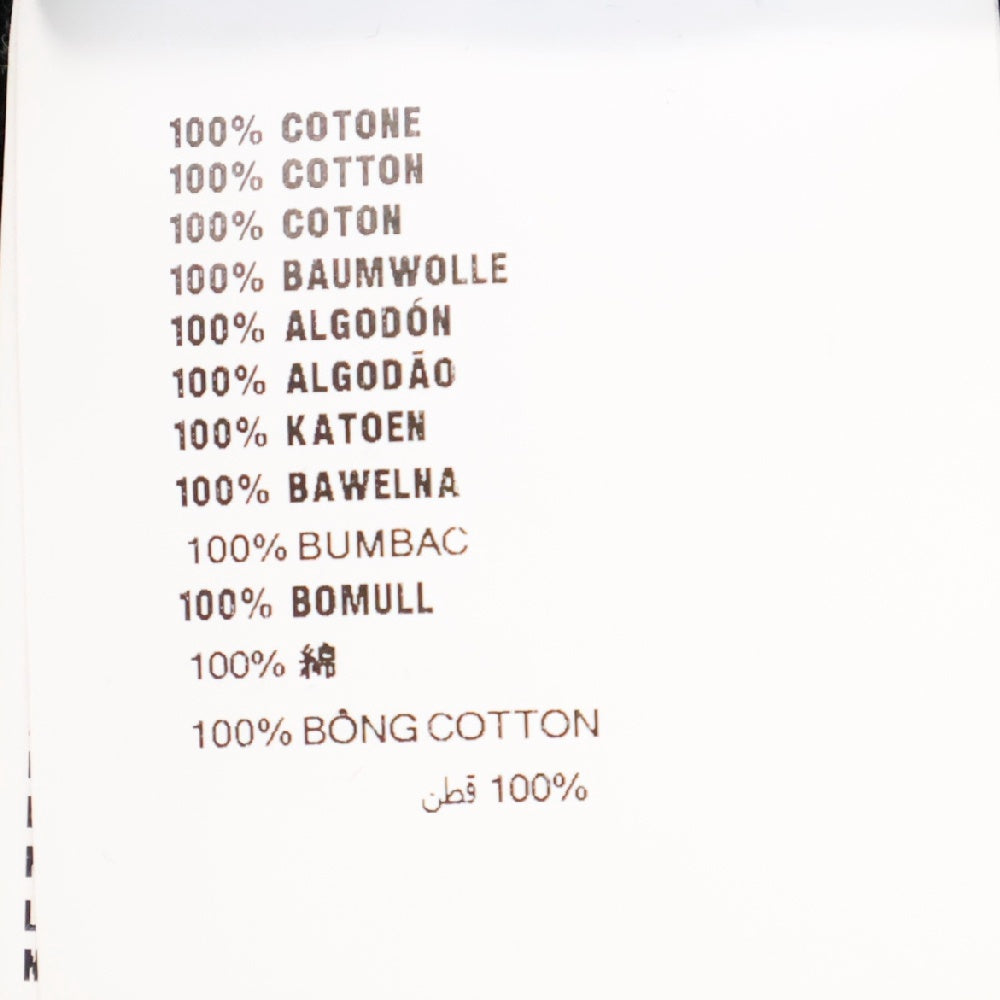 100% COTONE
100% COTTON
100% COTON
100% BAUMWOLLE
100% ALGODÓN
100% ALGODÃO
100% KATOEN
100% BAWELNA
100% BUMBAC
100% BOMULL
100% 綿
100% BÔNG COTTON
100% قطن